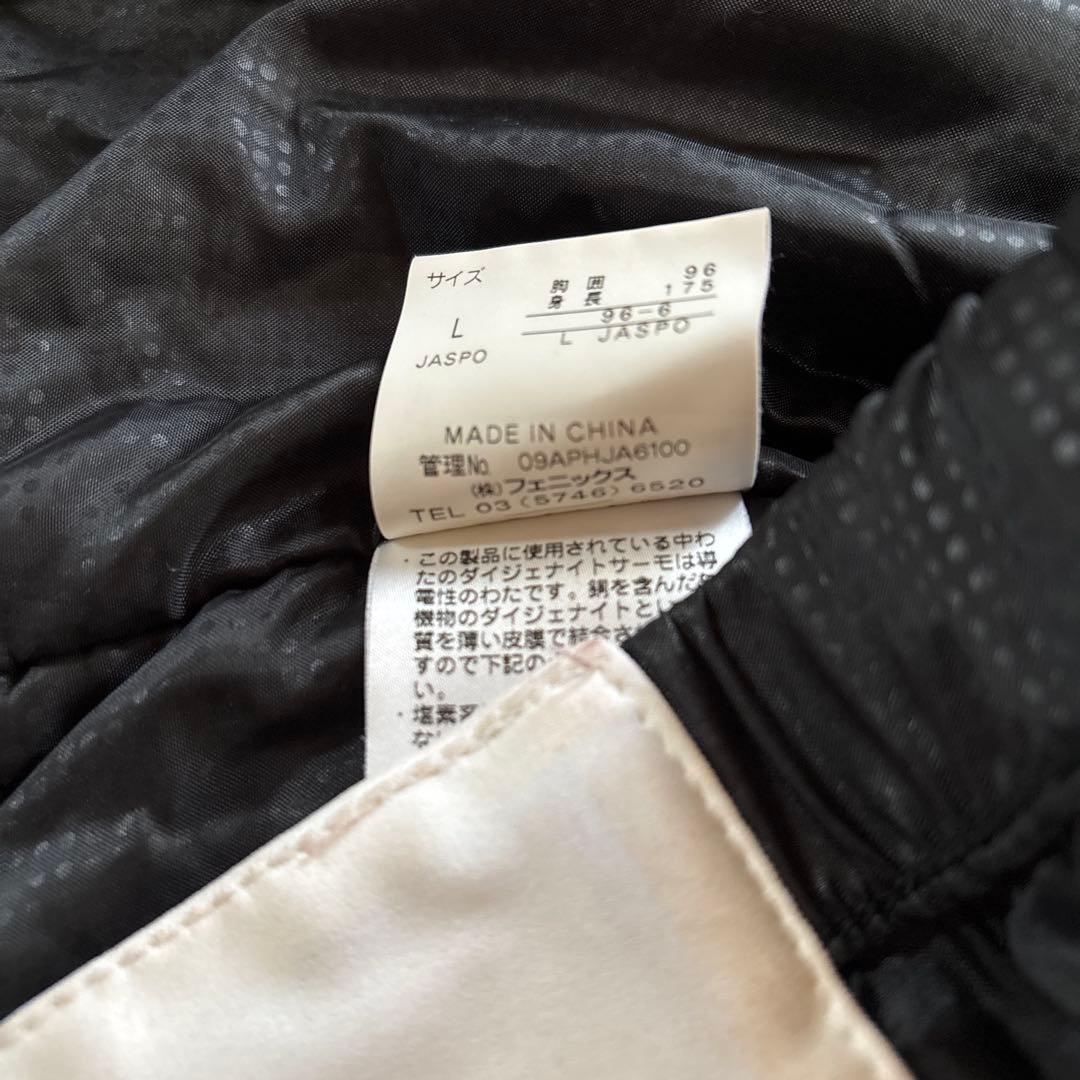 サイズ
L
JASPO
胸囲 96
身長 175
96-6
L JASPO
MADE IN CHINA
管理No. 09APHJA6100
(株)フェニックス
TEL 03 (5746) 6520
・この製品に使用されている中わ
たのダイジェナイトサーモは導
電性のわたです。銅を含んだ
機物のダイジェナイトとい
質を薄い皮膜で結合さ
すので下記の
い。
・塩素系
な